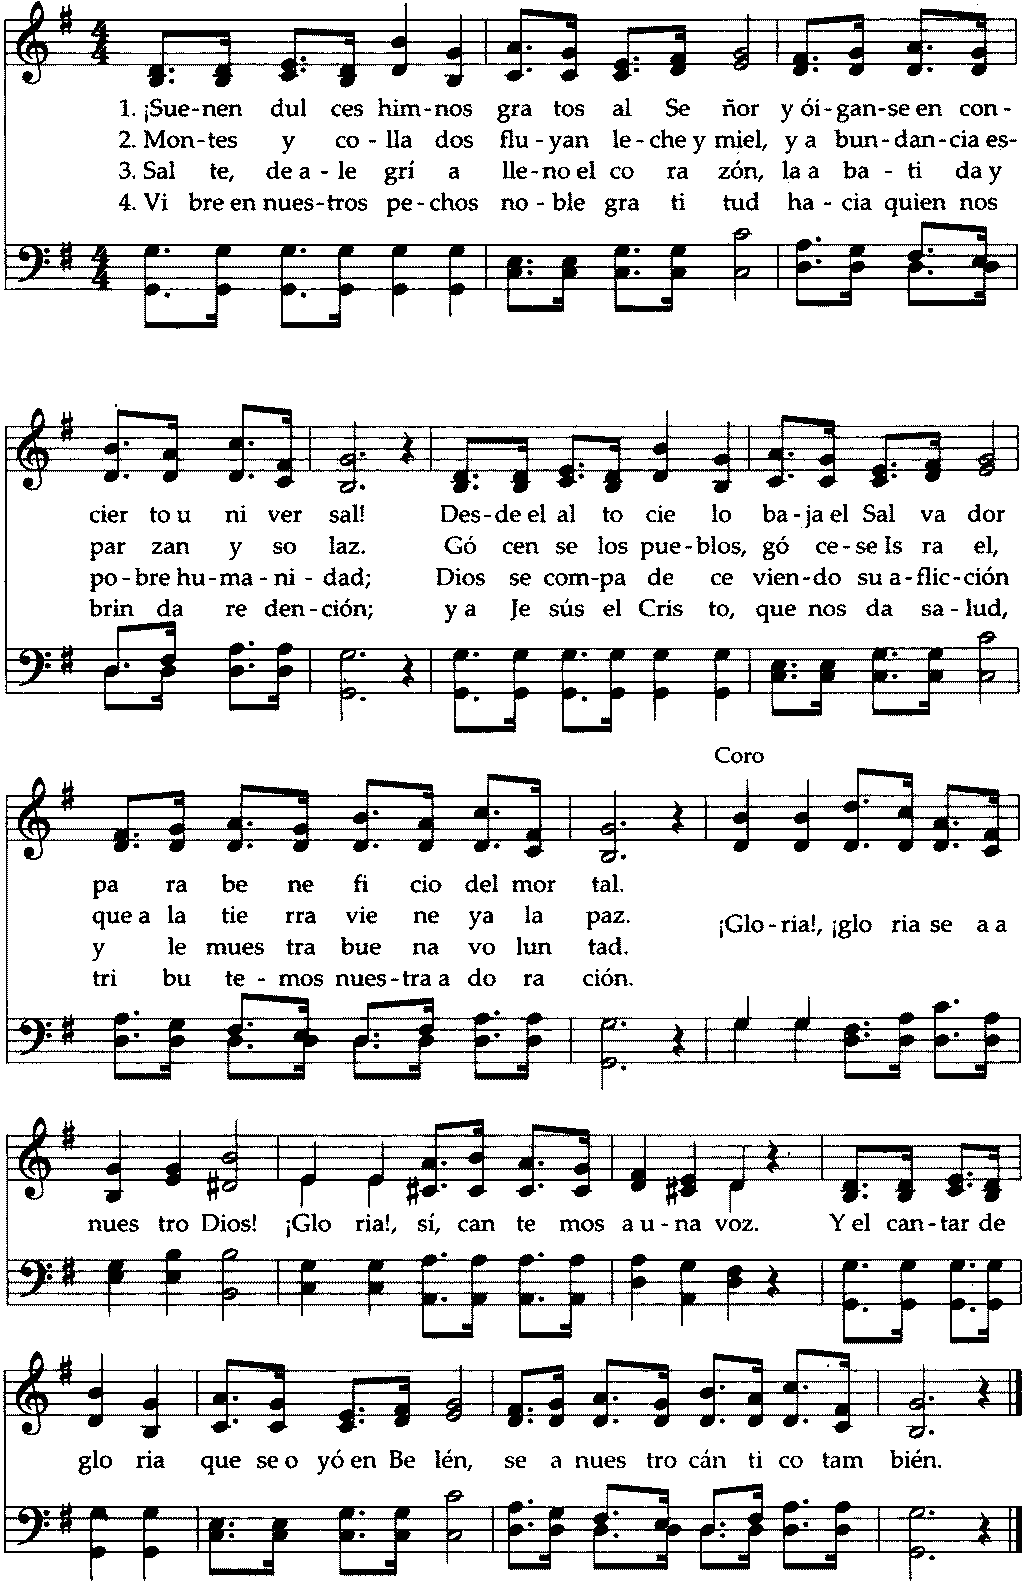 1. ¡Sue-nen dul ces him-nos gra tos al Se ñor y ói-gan-se en con-
2. Mon-tes y co-lla dos flu-yan le-che y miel, y a bun-dan-cia es-
3. Sal te, de a-le grí a lle-no el co ra zón, la a ba-ti da y
4. Vi bre en nues-tros pe-chos no-ble gra ti tud ha-cia quien nos
cier to u ni ver sal! Des-de el al to cie lo ba-ja el Sal va dor
par zan y so laz. Gó cen se los pue-blos, gó ce-se Is ra el,
po-bre hu-ma-ni-dad; Dios se com-pa de ce vien-do su a-flic-ción
brin da re den-ción; y a Je sús el Cris to, que nos da sa-lud,
Coro
pa ra be ne fi cio del mor tal.
que a la tie rra vie ne ya la paz.
¡Glo-ria!, ¡glo ria se a a
y le mues tra bue na vo lun tad.
tri bu te-mos nues-tra a do ra ción.
nues tro Dios! ¡Glo ria!, sí, can te mos a u-na voz. Y el can-tar de
glo ria que se o yó en Be lén, se a nues tro cán ti co tam bién.